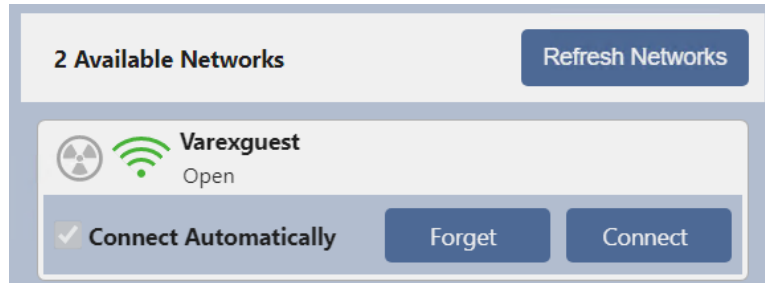 2 Available Networks
Refresh Networks
Varexguest
Open
Connect Automatically
Forget
Connect